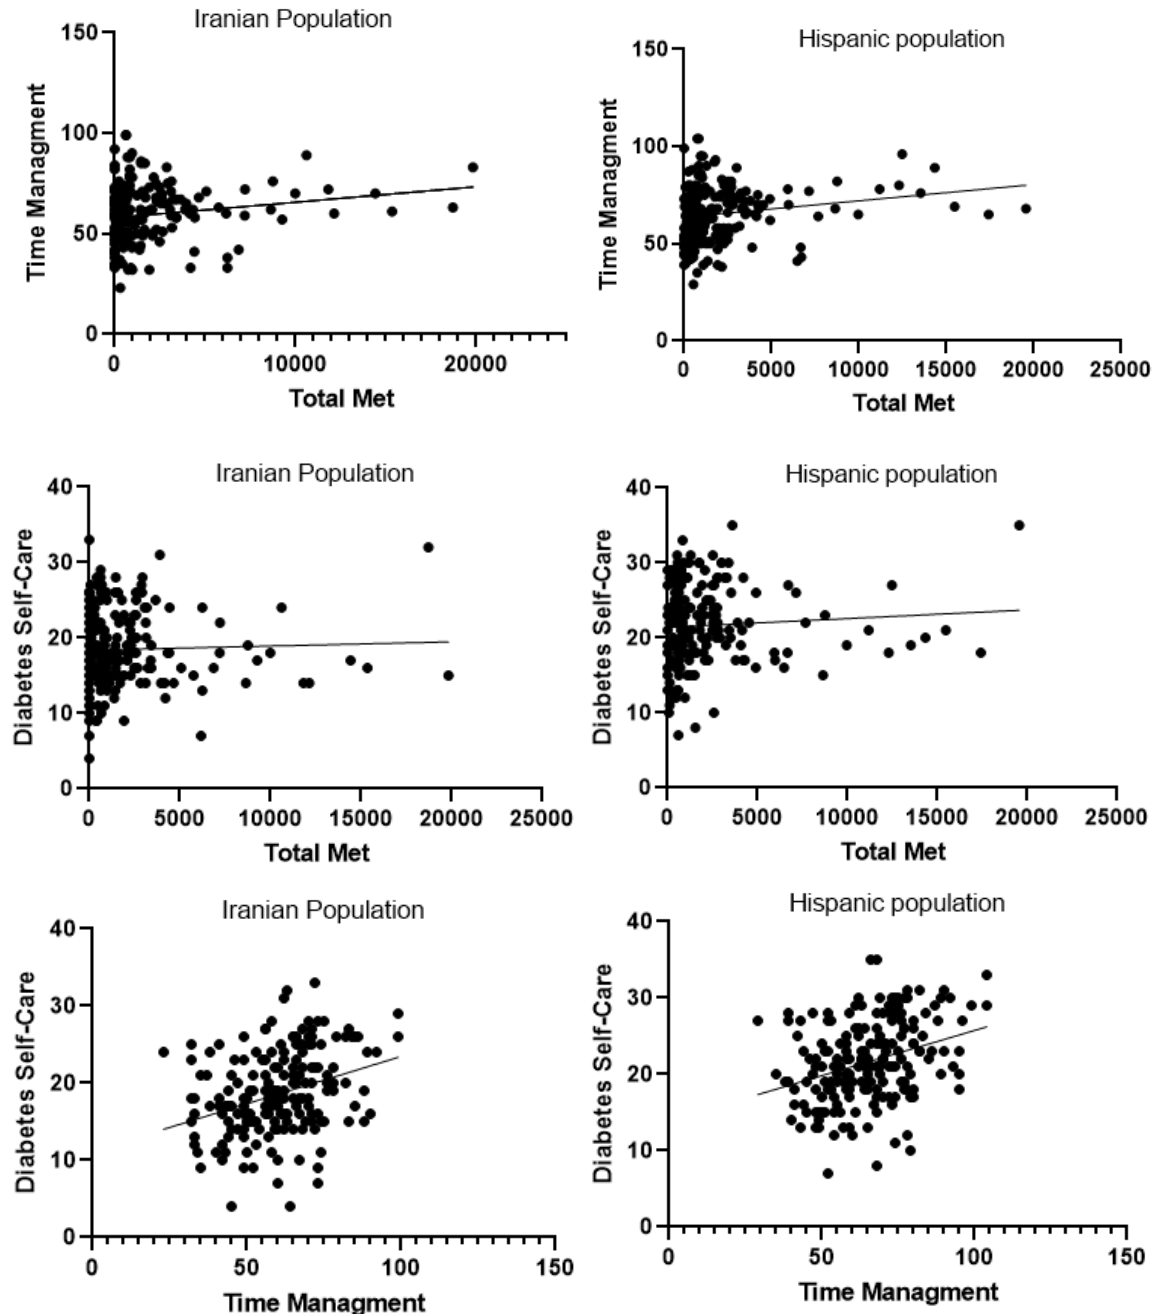 Iranian Population
150
100
50
0
Time Managment
0 10000 20000
Total Met
Hispanic population
150
100
50
0
Time Managment
0 5000 10000 15000 20000 25000
Total Met
Iranian Population
40
30
20
10
0
Diabetes Self-Care
0 5000 10000 15000 20000 25000
Total Met
Hispanic population
40
30
20
10
0
Diabetes Self-Care
0 5000 10000 15000 20000 25000
Total Met
Iranian Population
40
30
20
10
0
Diabetes Self-Care
0 50 100 150
Time Managment
Hispanic population
40
30
20
10
0
Diabetes Self-Care
0 50 100 150
Time Managment